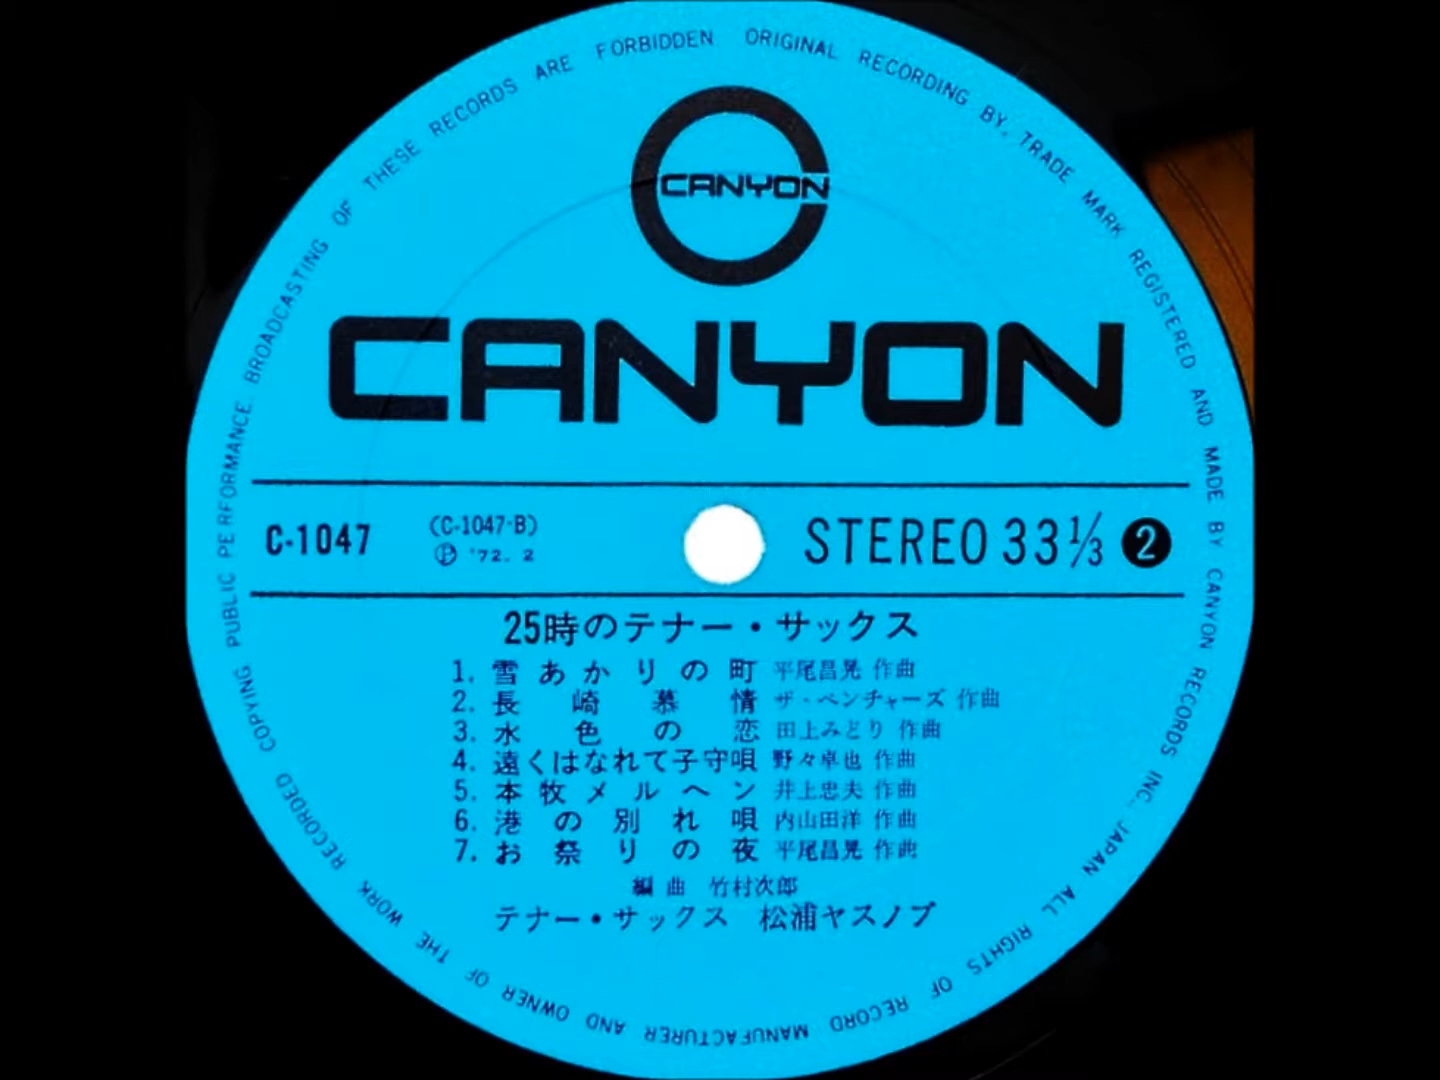 ORIGINAL RECORDING BY, TRADE MARK REGISTERED AND MADE BY CANYON RECORDS INC., JAPAN ALL RIGHTS OF RECORD MANUFACTURER AND OWNER OF THE WORK RECORDED COPYING PUBLIC PERFORMANCE. BROADCASTING OF THESE RECORDS ARE FORBIDDEN
CANYON
CANYON
C-1047 (C-1047-B) STEREO 33 1/3 2
Ⓟ '72. 2
25時のテナー・サックス
1. 雪あかりの町 平尾昌晃 作曲
2. 長崎慕情 ザ・ベンチャーズ 作曲
3. 水色の恋 田上みどり 作曲
4. 遠くはなれて子守唄 野々卓也 作曲
5. 本牧メルヘン 井上忠夫 作曲
6. 港の別れ唄 内山田洋 作曲
7. お祭りの夜 平尾昌晃 作曲
編曲 竹村次郎
テナー・サックス 松浦ヤスノブ